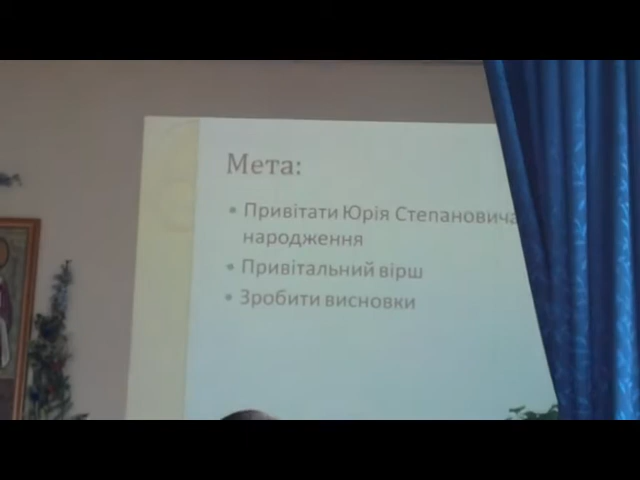 Мета:
• Привітати Юрія Степановича
народження
• Привітальний вірш
• Зробити висновки